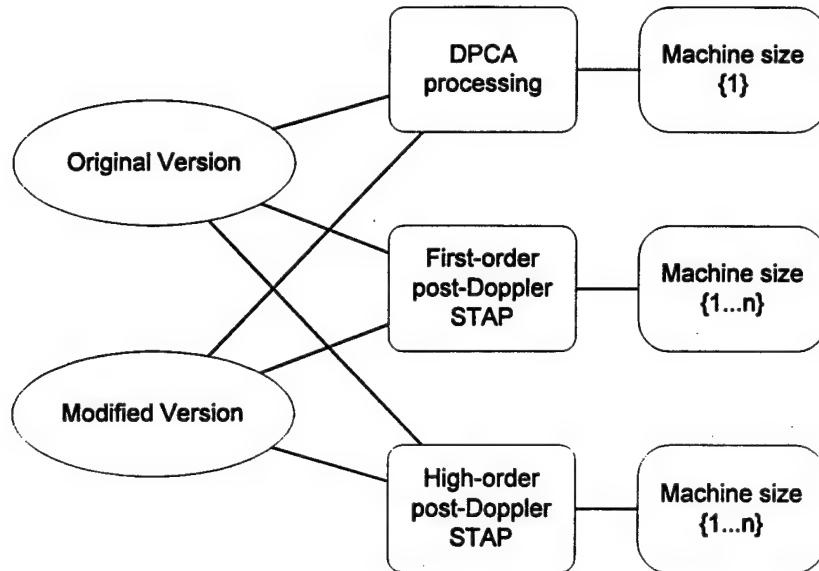 DPCA
processing
Machine size
{1}
Original Version
First-order
post-Doppler
STAP
Machine size
{1...n}
Modified Version
High-order
post-Doppler
STAP
Machine size
{1...n}